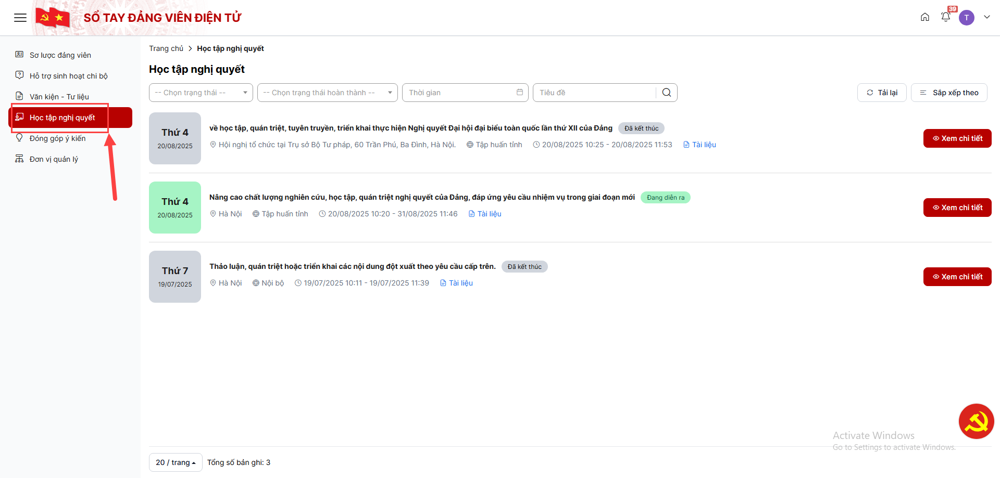 SỔ TAY ĐẢNG VIÊN ĐIỆN TỬ
39
T
Sơ lược đảng viên
Hỗ trợ sinh hoạt chi bộ
Văn kiện - Tư liệu
Học tập nghị quyết
Đóng góp ý kiến
Đơn vị quản lý
Trang chủ > Học tập nghị quyết
Học tập nghị quyết
-- Chọn trạng thái -- -- Chọn trạng thái hoàn thành -- Thời gian Tiêu đề Tải lại Sắp xếp theo
Thứ 4
20/08/2025
về học tập, quán triệt, tuyên truyền, triển khai thực hiện Nghị quyết Đại hội đại biểu toàn quốc lần thứ XII của Đảng Đã kết thúc
Hội nghị tổ chức tại Trụ sở Bộ Tư pháp, 60 Trần Phú, Ba Đình, Hà Nội. Tập huấn tỉnh 20/08/2025 10:25 - 20/08/2025 11:53 Tài liệu
Xem chi tiết
Thứ 4
20/08/2025
Nâng cao chất lượng nghiên cứu, học tập, quán triệt nghị quyết của Đảng, đáp ứng yêu cầu nhiệm vụ trong giai đoạn mới Đang diễn ra
Hà Nội Tập huấn tỉnh 20/08/2025 10:20 - 31/08/2025 11:46 Tài liệu
Xem chi tiết
Thứ 7
19/07/2025
Thảo luận, quán triệt hoặc triển khai các nội dung đột xuất theo yêu cầu cấp trên. Đã kết thúc
Hà Nội Nội bộ 19/07/2025 10:11 - 19/07/2025 11:39 Tài liệu
Xem chi tiết
Activate Windows
Go to Settings to activate Windows.
20 / trang Tổng số bản ghi: 3